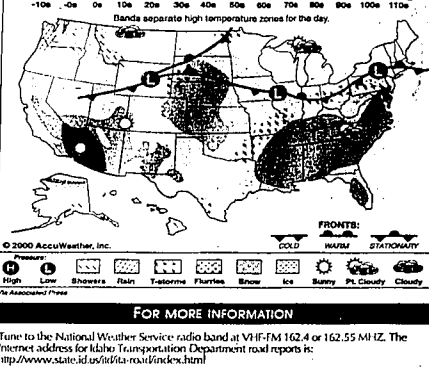 -10s -0s 0s 10s 20s 30s 40s 50s 60s 70s 80s 90s 100s 110s
Bands separate high temperature zones for the day.
L
L
L
FRONTS:
© 2000 AccuWeather, Inc.
COLD WARM STATIONARY
Pressure:
H L
High Low Showers Rain T-storms Flurries Snow Ice Sunny Pt. Cloudy Cloudy
Via Associated Press
FOR MORE INFORMATION
Tune to the National Weather Service radio band at VHF-FM 162.4 or 162.55 MHZ. The
internet address for Idaho Transportation Department road reports is:
http://www.state.id.us/itd/ita-road/index.html